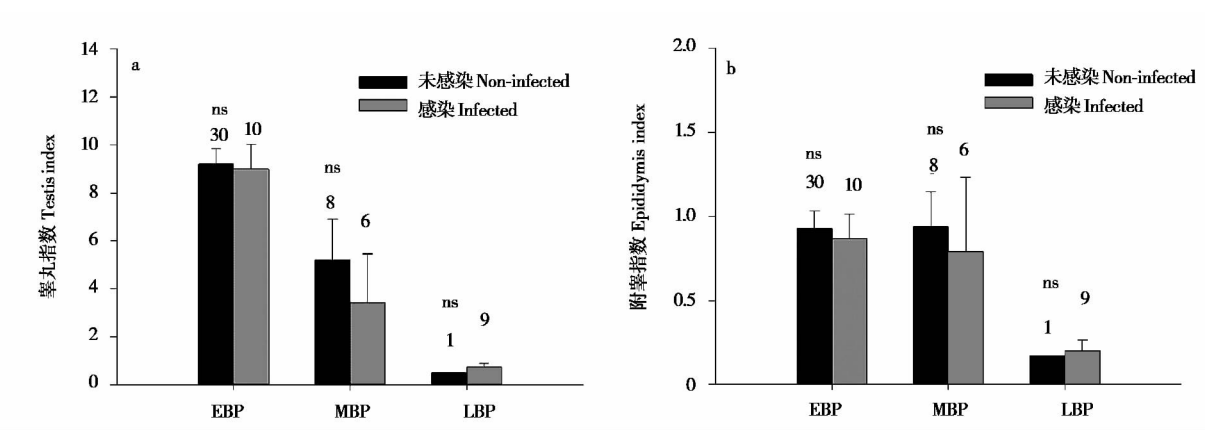 a
睾丸指数 Testis index
14
12
10
8
6
4
2
0
未感染 Non-infected
感染 Infected
ns
30 10
ns
8 6
ns
1 9
EBP MBP LBP
b
附睾指数 Epididymis index
2.0
1.5
1.0
0.5
0
未感染 Non-infected
感染 Infected
ns
30 10
ns
8 6
ns
1 9
EBP MBP LBP